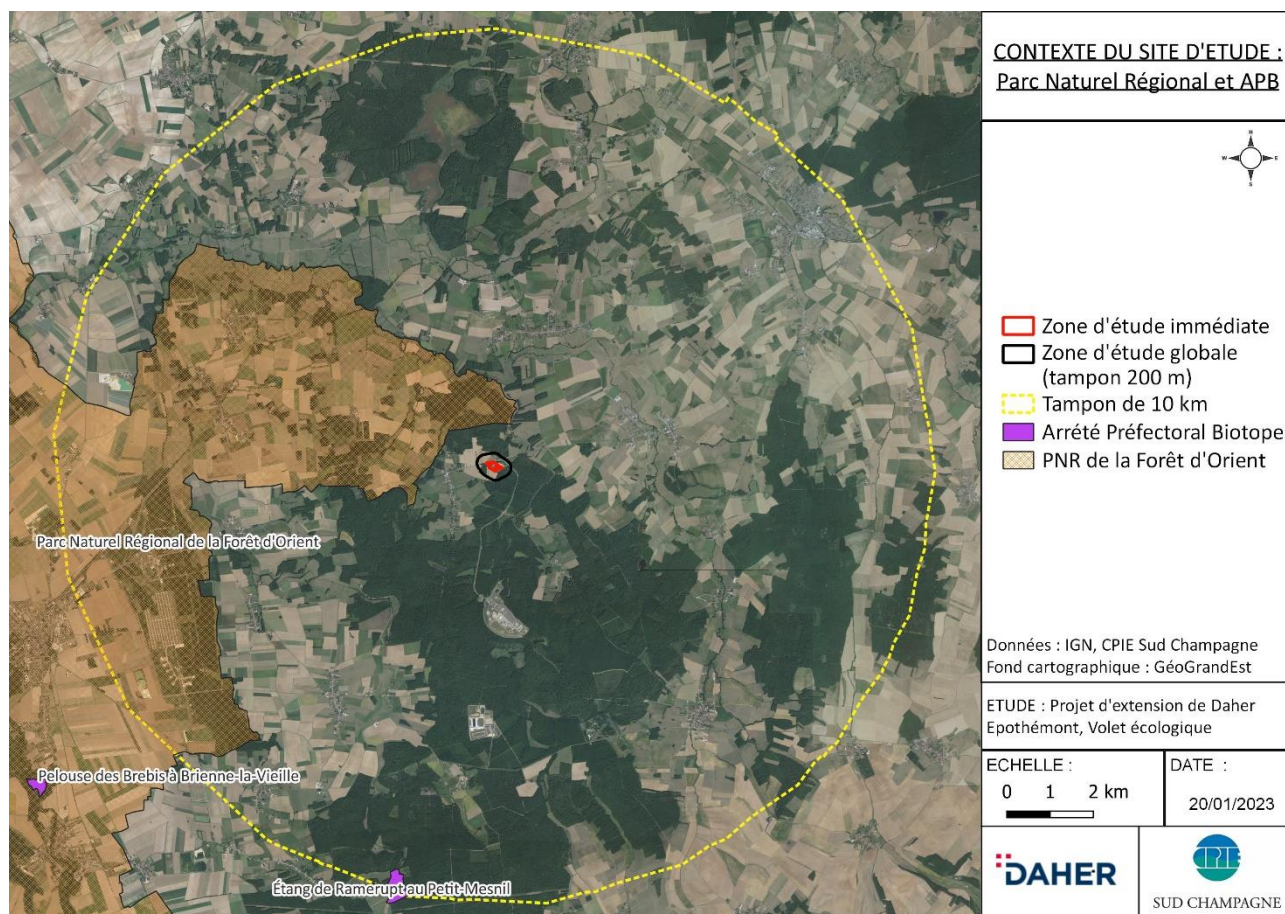 CONTEXTE DU SITE D'ETUDE :
Parc Naturel Régional et APB
N
W
E
S
Zone d'étude immédiate
Zone d'étude globale
(tampon 200 m)
Tampon de 10 km
Arrété Préfectoral Biotope
PNR de la Forêt d'Orient
Parc Naturel Régional de la Forêt d'Orient
Pelouse des Brebis à Brienne-la-Vieille
Étang de Ramerupt au Petit-Mesnil
Données : IGN, CPIE Sud Champagne
Fond cartographique : GéoGrandEst
ETUDE : Projet d'extension de Daher
Epothémont, Volet écologique
ECHELLE :
0 1 2 km
DATE :
20/01/2023
DAHER
CPIE
SUD CHAMPAGNE